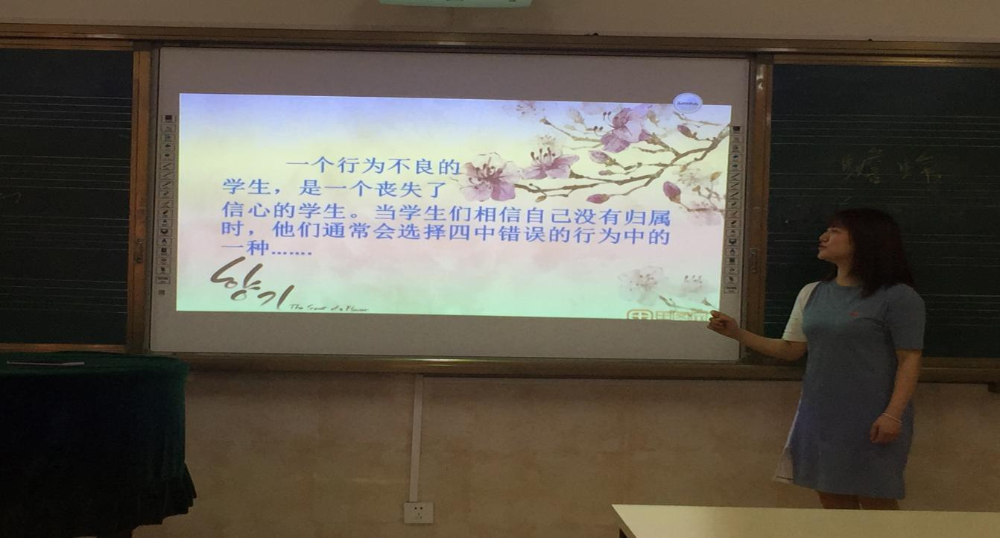 一个行为不良的
学生，是一个丧失了
信心的学生。当学生们相信自己没有归属
时，他们通常会选择四中错误的行为中的
一种.......
향기
The Scent of a Flower